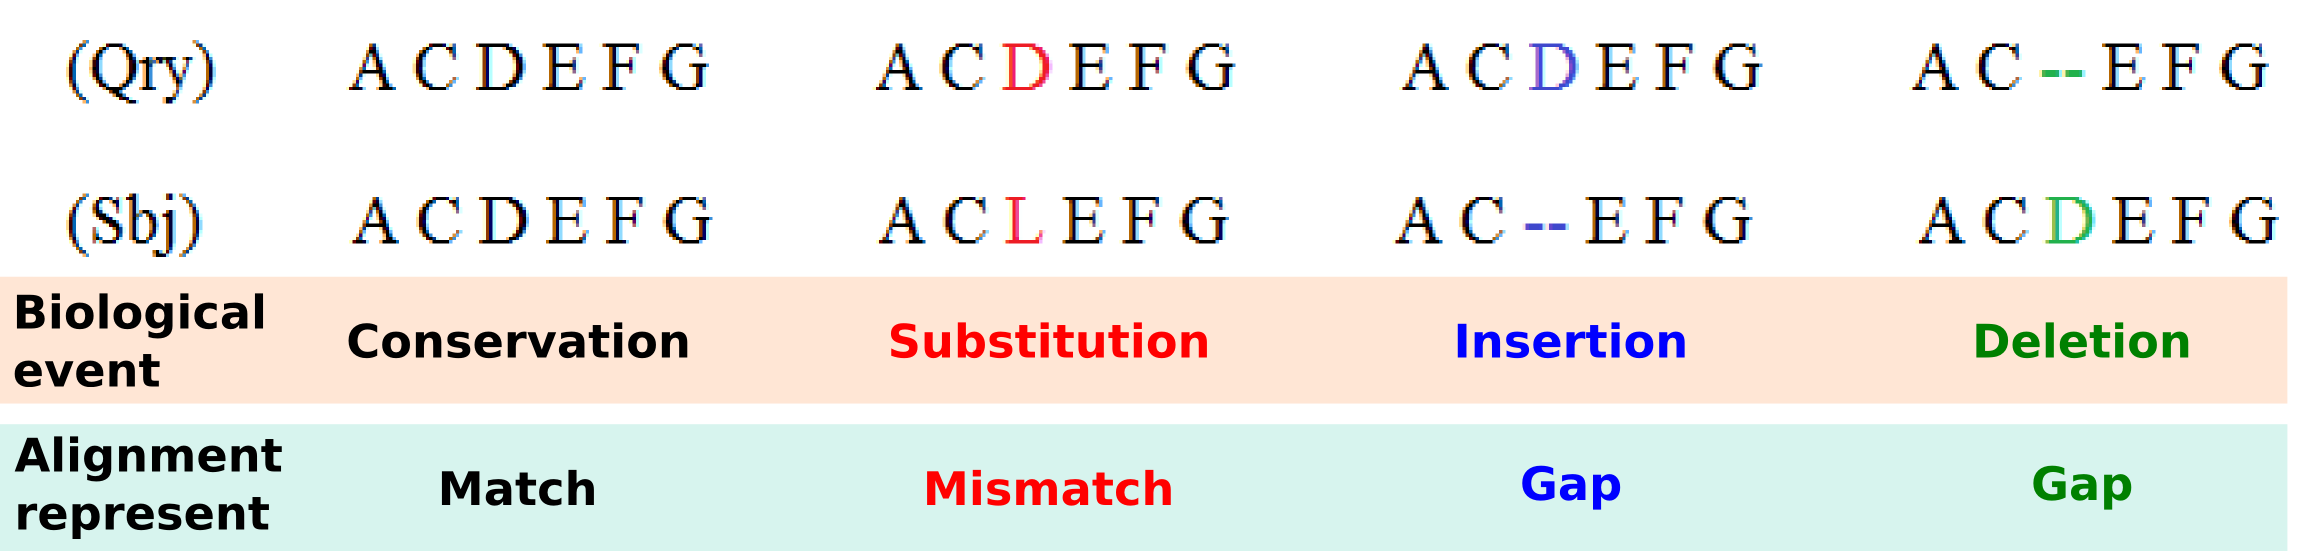 (Qry) A C D E F G A C D E F G A C D E F G A C -- E F G
(Sbj) A C D E F G A C L E F G A C -- E F G A C D E F G
Biological
event Conservation Substitution Insertion Deletion
Alignment
represent Match Mismatch Gap Gap